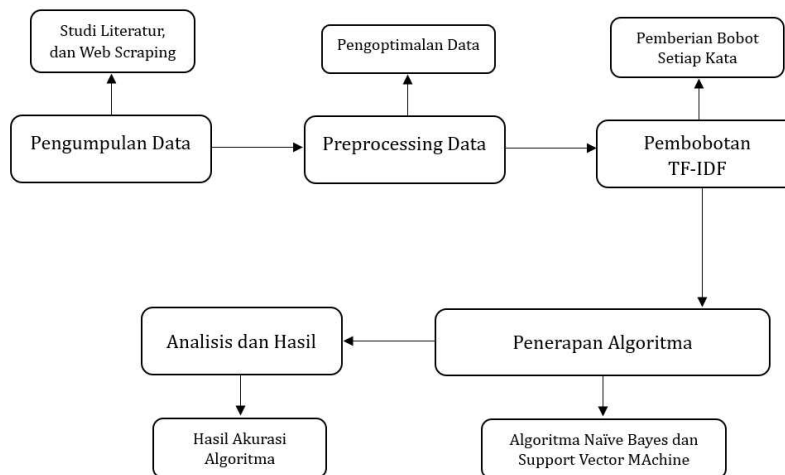 Studi Literatur,
dan Web Scraping
Pengoptimalan Data
Pemberian Bobot
Setiap Kata
Pengumpulan Data
Preprocessing Data
Pembobotan
TF-IDF
Analisis dan Hasil
Penerapan Algoritma
Hasil Akurasi
Algoritma
Algoritma Naïve Bayes dan
Support Vector MAchine